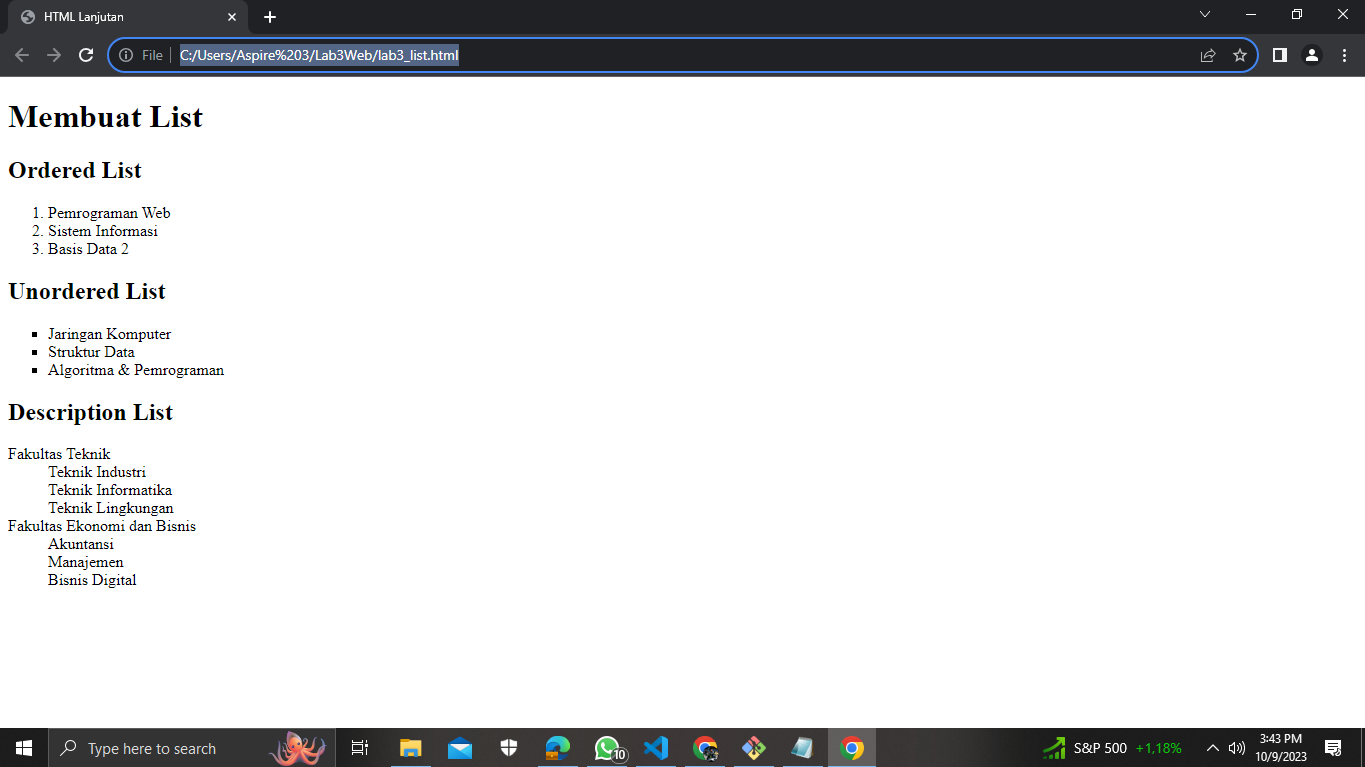 HTML Lanjutan
File
C:/Users/Aspire%203/Lab3Web/lab3_list.html
Membuat List
Ordered List
1. Pemrograman Web
2. Sistem Informasi
3. Basis Data 2
Unordered List
▪ Jaringan Komputer
▪ Struktur Data
▪ Algoritma & Pemrograman
Description List
Fakultas Teknik
Teknik Industri
Teknik Informatika
Teknik Lingkungan
Fakultas Ekonomi dan Bisnis
Akuntansi
Manajemen
Bisnis Digital
Type here to search
10
S&P 500 +1,18%
3:43 PM
10/9/2023